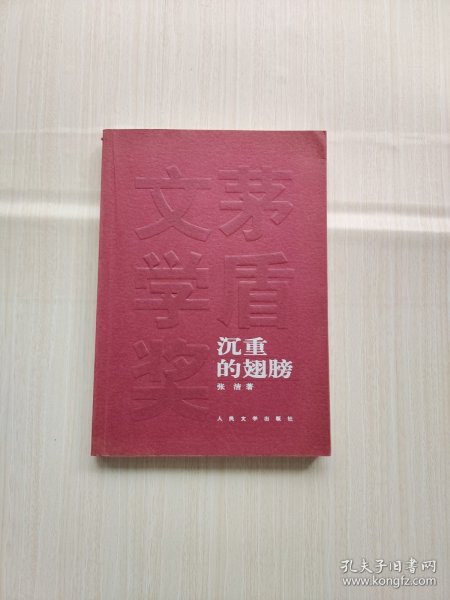 茅盾
文学奖
沉重
的翅膀
张洁著
人民文学出版社
孔夫子旧书网
www.kongfz.com